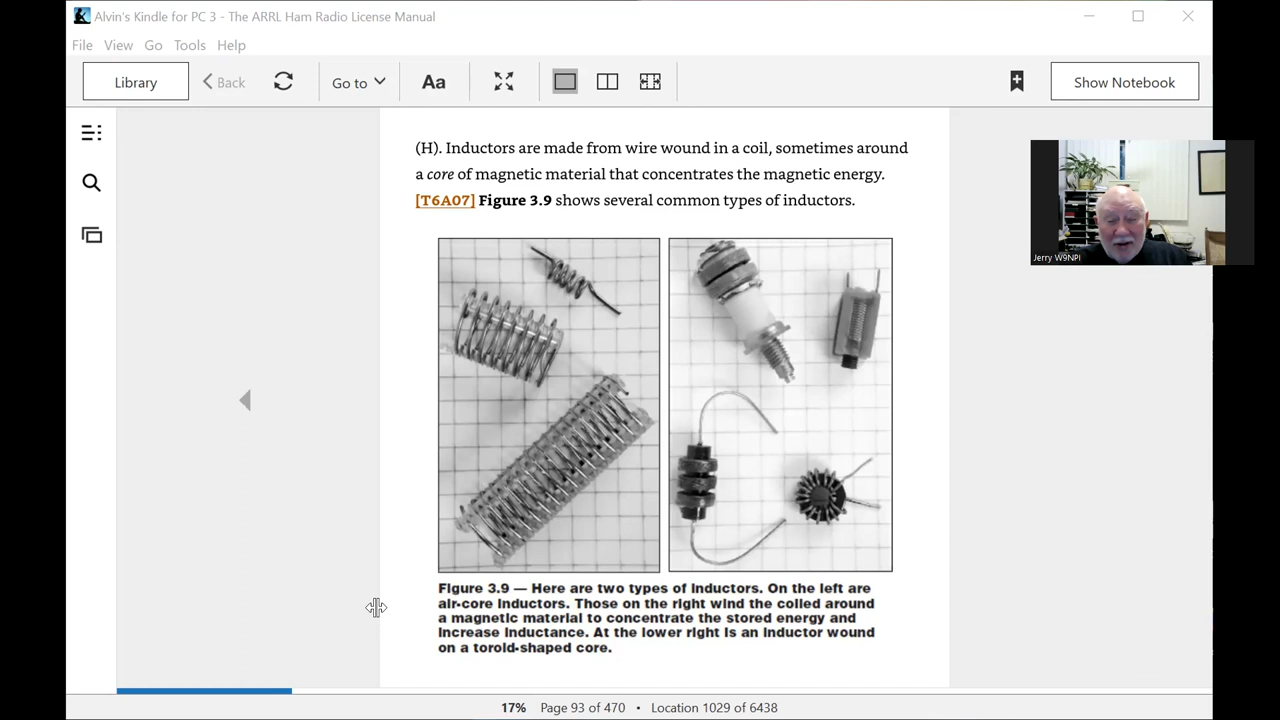 Alvin's Kindle for PC 3 - The ARRL Ham Radio License Manual
File View Go Tools Help
Library Back Go to Aa Show Notebook
(H). Inductors are made from wire wound in a coil, sometimes around
a core of magnetic material that concentrates the magnetic energy.
[T6A07] Figure 3.9 shows several common types of inductors.
Jerry W9NPI
Figure 3.9 — Here are two types of inductors. On the left are
air-core inductors. Those on the right wind the coiled around
a magnetic material to concentrate the stored energy and
increase inductance. At the lower right is an inductor wound
on a toroid-shaped core.
17% Page 93 of 470 • Location 1029 of 6438